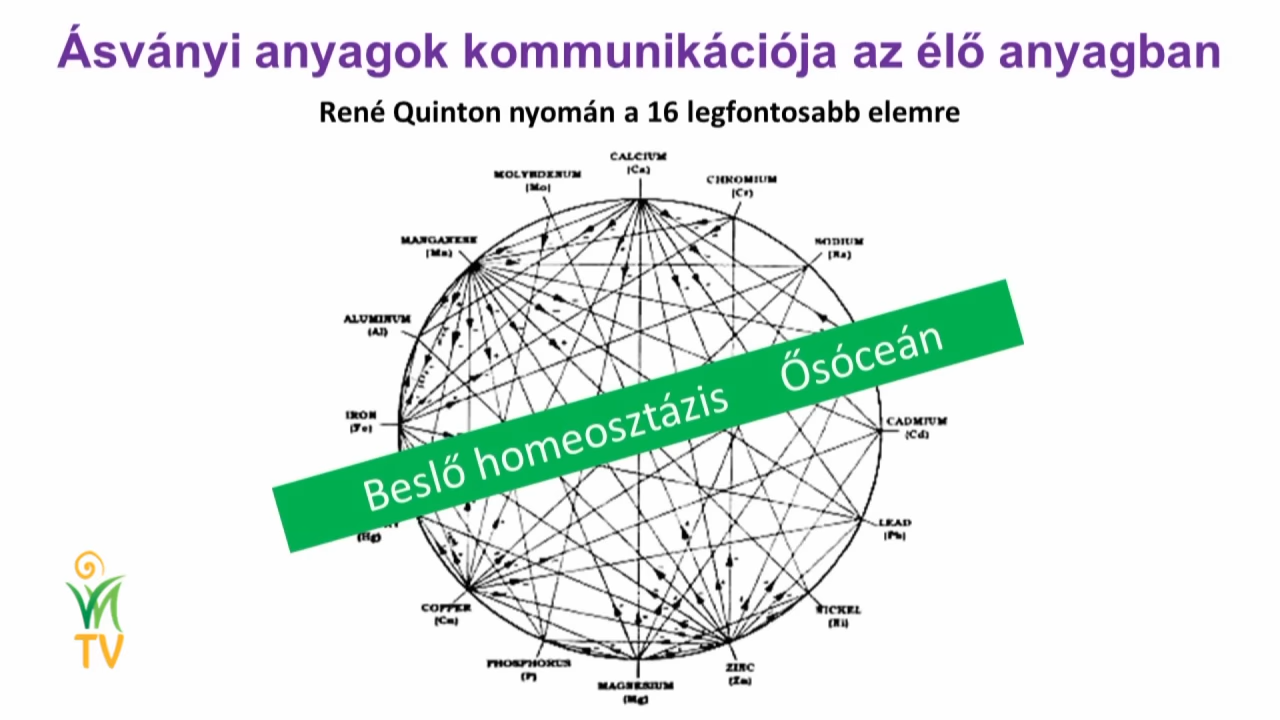 Ásványi anyagok kommunikációja az élő anyagban
René Quinton nyomán a 16 legfontosabb elemre
CALCIUM
(Ca)
MOLYBDENUM
(Mo)
CHROMIUM
(Cr)
MANGANESE
(Mn)
SODIUM
(Na)
ALUMINUM
(Al)
Beslő homeosztázis Ősóceán
IRON
(Fe)
CADMIUM
(Cd)
LEAD
(Pb)
(Hg)
COPPER
(Cu)
NICKEL
(Ni)
PHOSPHORUS
(P)
MAGNESIUM
(Mg)
ZINC
(Zn)
TV